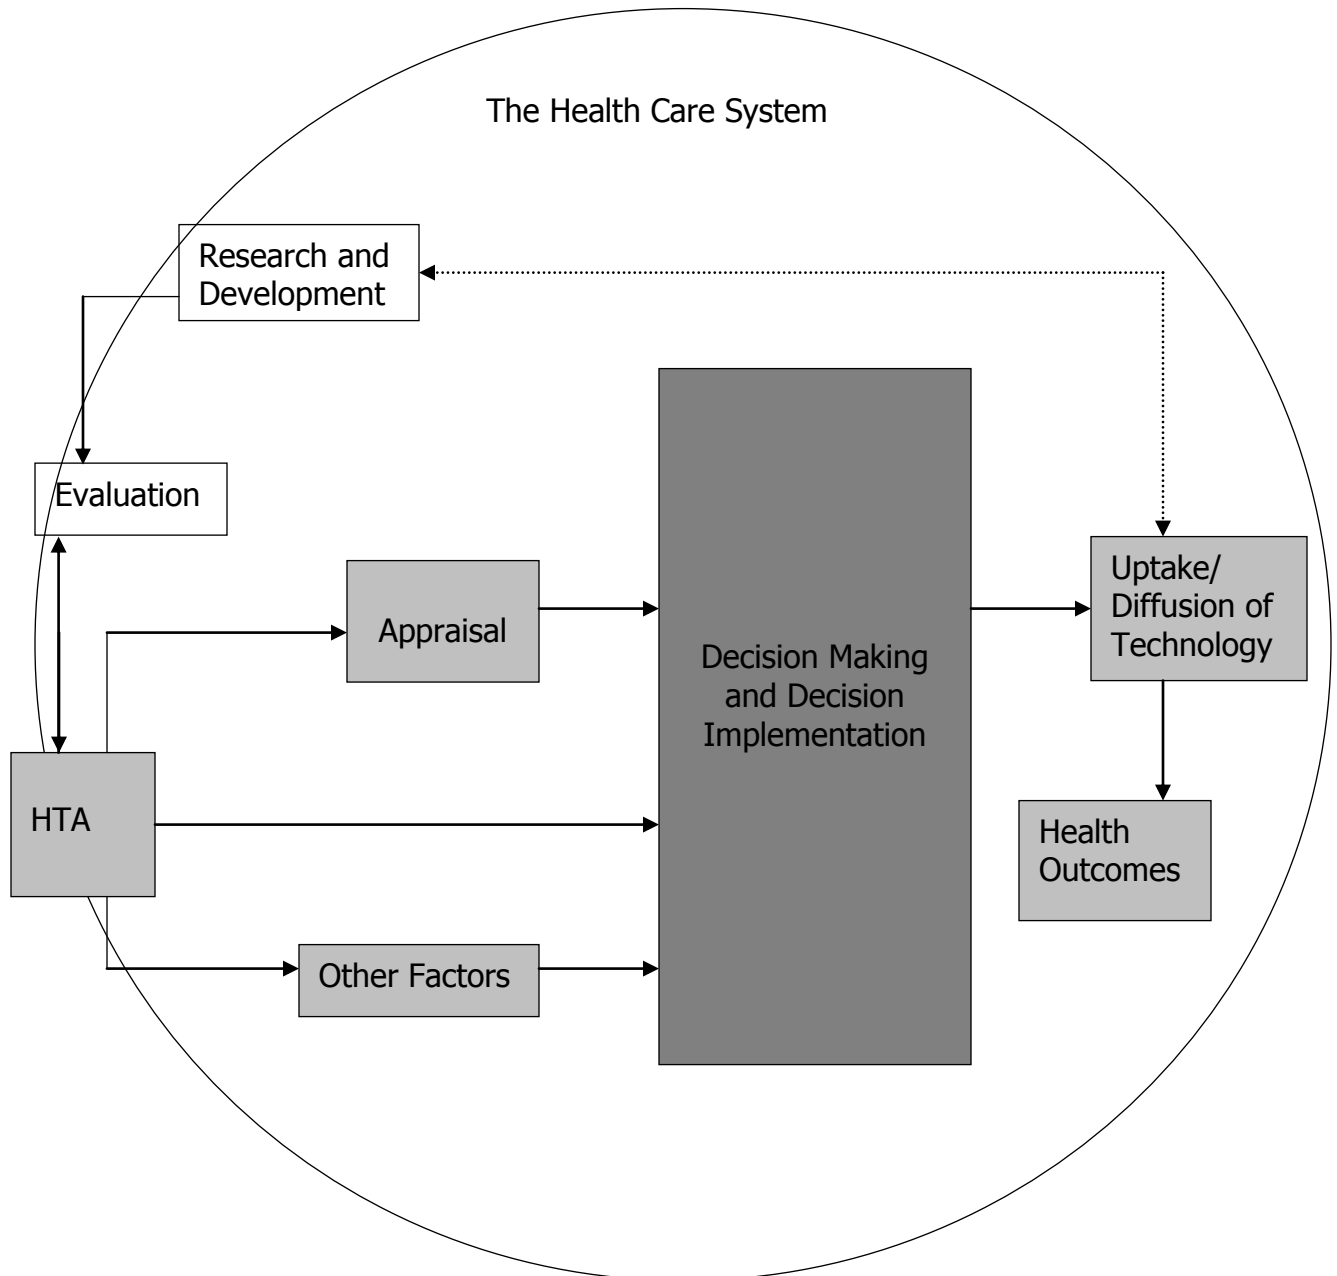 The Health Care System
Research and
Development
Evaluation
Appraisal
HTA
Other Factors
Decision Making
and Decision
Implementation
Uptake/
Diffusion of
Technology
Health
Outcomes